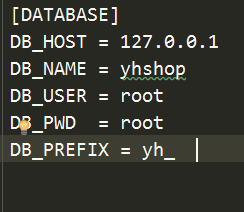 [DATABASE]
DB_HOST = 127.0.0.1
DB_NAME = yhshop
DB_USER = root
DB_PWD  = root
DB_PREFIX = yh_